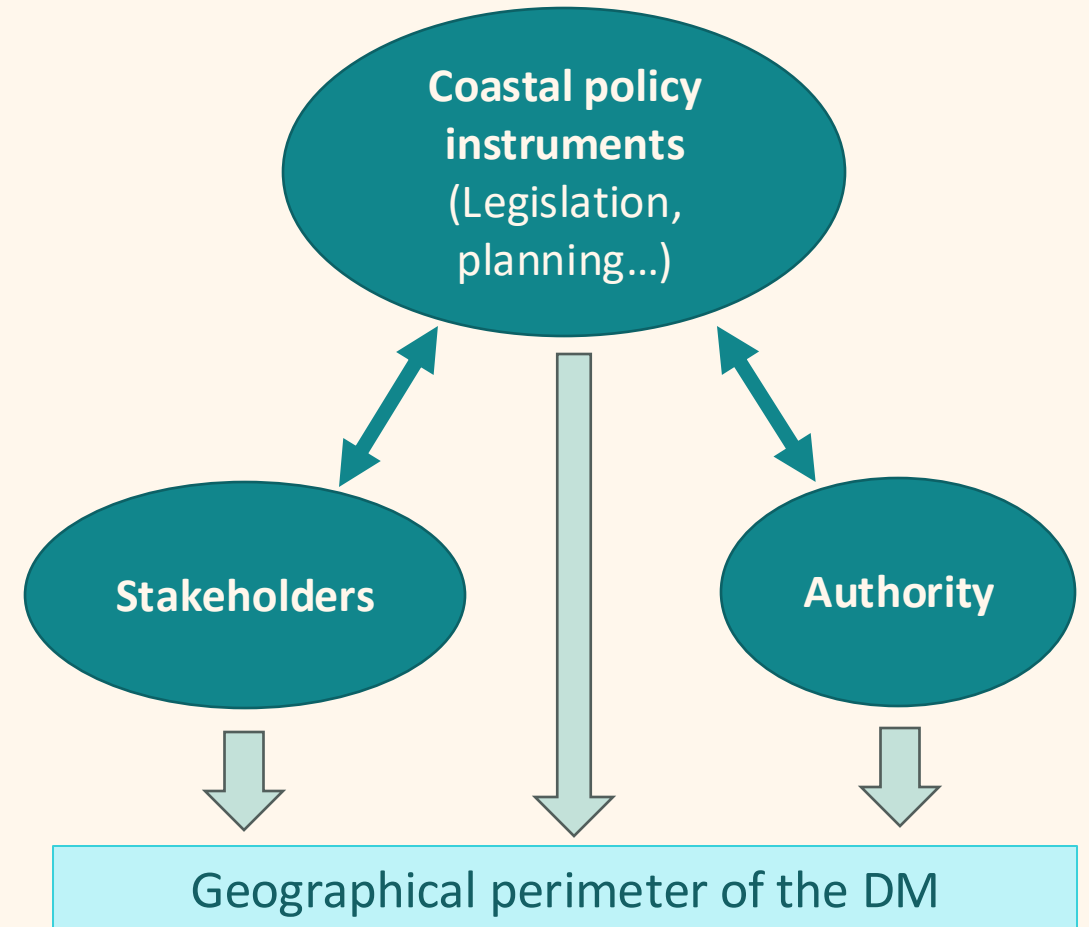 Coastal policy
instruments
(Legislation,
planning…)
Stakeholders
Authority
Geographical perimeter of the DM